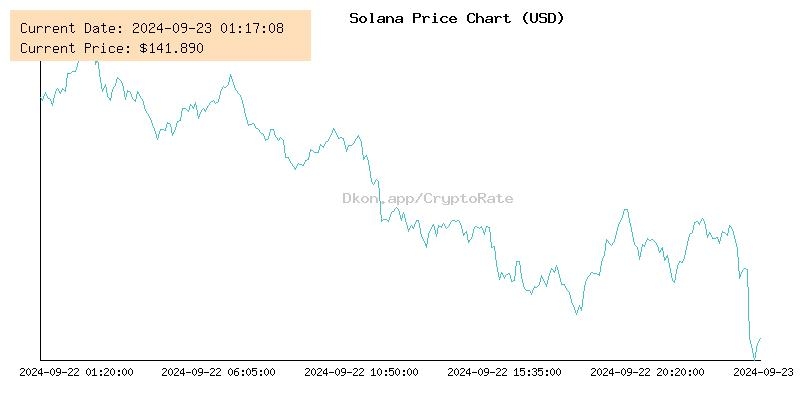 Solana Price Chart (USD)
Current Date: 2024-09-23 01:17:08
Current Price: $141.890
Dkon.app/CryptoRate
2024-09-22 01:20:00 2024-09-22 06:05:00 2024-09-22 10:50:00 2024-09-22 15:35:00 2024-09-22 20:20:00 2024-09-23